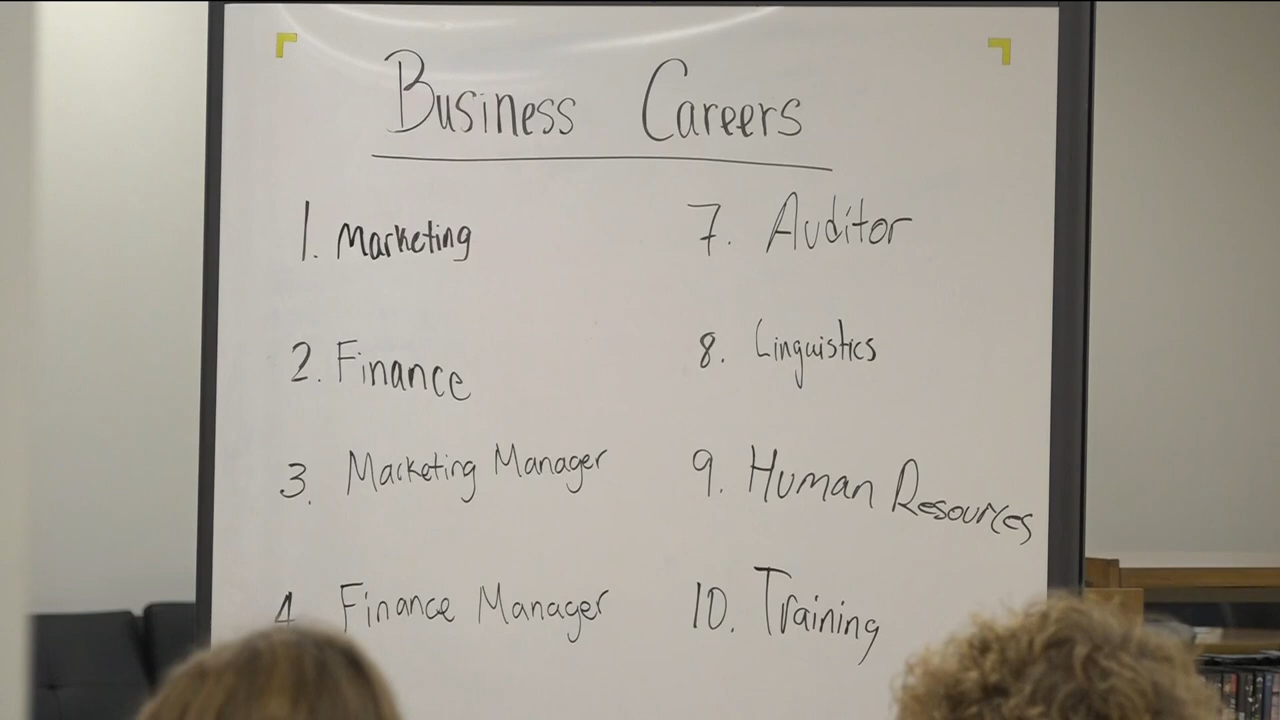 Business Careers
1. Marketing
2. Finance
3. Marketing Manager
4 Finance Manager
7. Auditor
8. Linguistics
9. Human Resources
10. Training